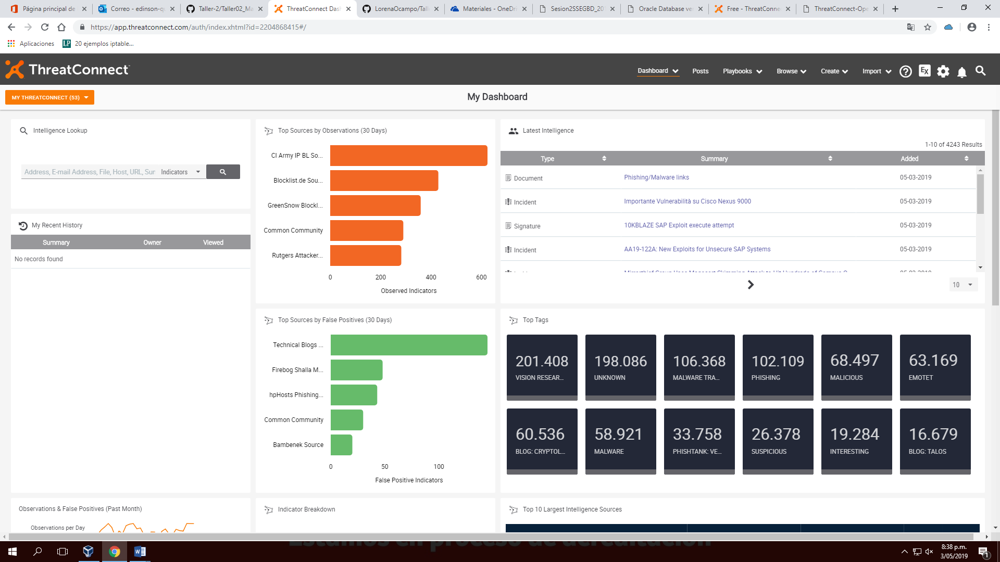 Página principal de
Correo - edinson-qu
Taller-2/Taller02_Ma
ThreatConnect Das
LorenaOcampo/Tall
Materiales - OneDri
Sesion2SSEGBD_20
Oracle Database ve
Free - ThreatConne
ThreatConnect-Ope
https://app.threatconnect.com/auth/index.xhtml?id=2204868415#/
Aplicaciones
20 ejemplos iptable...
ThreatConnect
Dashboard
Posts
Playbooks
Browse
Create
Import
MY THREATCONNECT (53)
My Dashboard
Intelligence Lookup
Address, E-mail Address, File, Host, URL, Sur
Indicators
My Recent History
Summary Owner Viewed
No records found
Top Sources by Observations (30 Days)
CI Army IP BL So...
Blocklist.de Sou...
GreenSnow Blockl...
Common Community
Rutgers Attacker...
0 200 400 600
Observed Indicators
Latest Intelligence
1-10 of 4243 Results
Type Summary Added
Document Phishing/Malware links 05-03-2019
Incident Importante Vulnerabilità su Cisco Nexus 9000 05-03-2019
Signature 10KBLAZE SAP Exploit execute attempt 05-03-2019
Incident AA19-122A: New Exploits for Unsecure SAP Systems 05-03-2019
10
Top Sources by False Positives (30 Days)
Technical Blogs ...
Firebog Shalla M...
hpHosts Phishing...
Common Community
Bambenek Source
0 50 100
False Positive Indicators
Top Tags
201.408
VISION RESEAR...
198.086
UNKNOWN
106.368
MALWARE TRA...
102.109
PHISHING
68.497
MALICIOUS
63.169
EMOTET
60.536
BLOG: CRYPTOL...
58.921
MALWARE
33.758
PHISHTANK: VE...
26.378
SUSPICIOUS
19.284
INTERESTING
16.679
BLOG: TALOS
Observations & False Positives (Past Month)
Observations per Day
Indicator Breakdown
Top 10 Largest Intelligence Sources
8:38 p.m.
3/05/2019
1